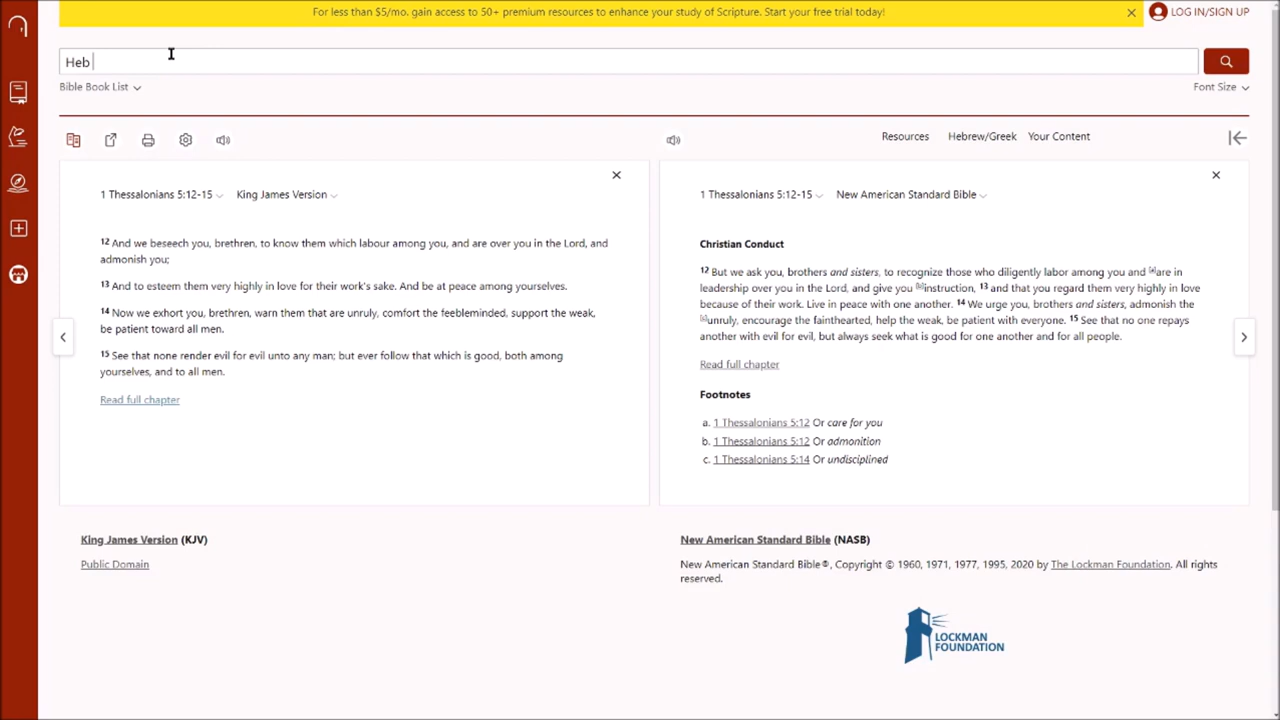 For less than $5/mo. gain access to 50+ premium resources to enhance your study of Scripture. Start your free trial today!
LOG IN/SIGN UP
Heb
Bible Book List
Font Size
Resources Hebrew/Greek Your Content
1 Thessalonians 5:12-15 King James Version
12 And we beseech you, brethren, to know them which labour among you, and are over you in the Lord, and
admonish you;
13 And to esteem them very highly in love for their work's sake. And be at peace among yourselves.
14 Now we exhort you, brethren, warn them that are unruly, comfort the feebleminded, support the weak,
be patient toward all men.
15 See that none render evil for evil unto any man; but ever follow that which is good, both among
yourselves, and to all men.
Read full chapter
1 Thessalonians 5:12-15 New American Standard Bible
Christian Conduct
12 But we ask you, brothers and sisters, to recognize those who diligently labor among you and [a]are in
leadership over you in the Lord, and give you [b]instruction, 13 and that you regard them very highly in love
because of their work. Live in peace with one another. 14 We urge you, brothers and sisters, admonish the
[c]unruly, encourage the fainthearted, help the weak, be patient with everyone. 15 See that no one repays
another with evil for evil, but always seek what is good for one another and for all people.
Read full chapter
Footnotes
a. 1 Thessalonians 5:12 Or care for you
b. 1 Thessalonians 5:12 Or admonition
c. 1 Thessalonians 5:14 Or undisciplined
King James Version (KJV)
Public Domain
New American Standard Bible (NASB)
New American Standard Bible®, Copyright © 1960, 1971, 1977, 1995, 2020 by The Lockman Foundation. All rights
reserved.
LOCKMAN
FOUNDATION